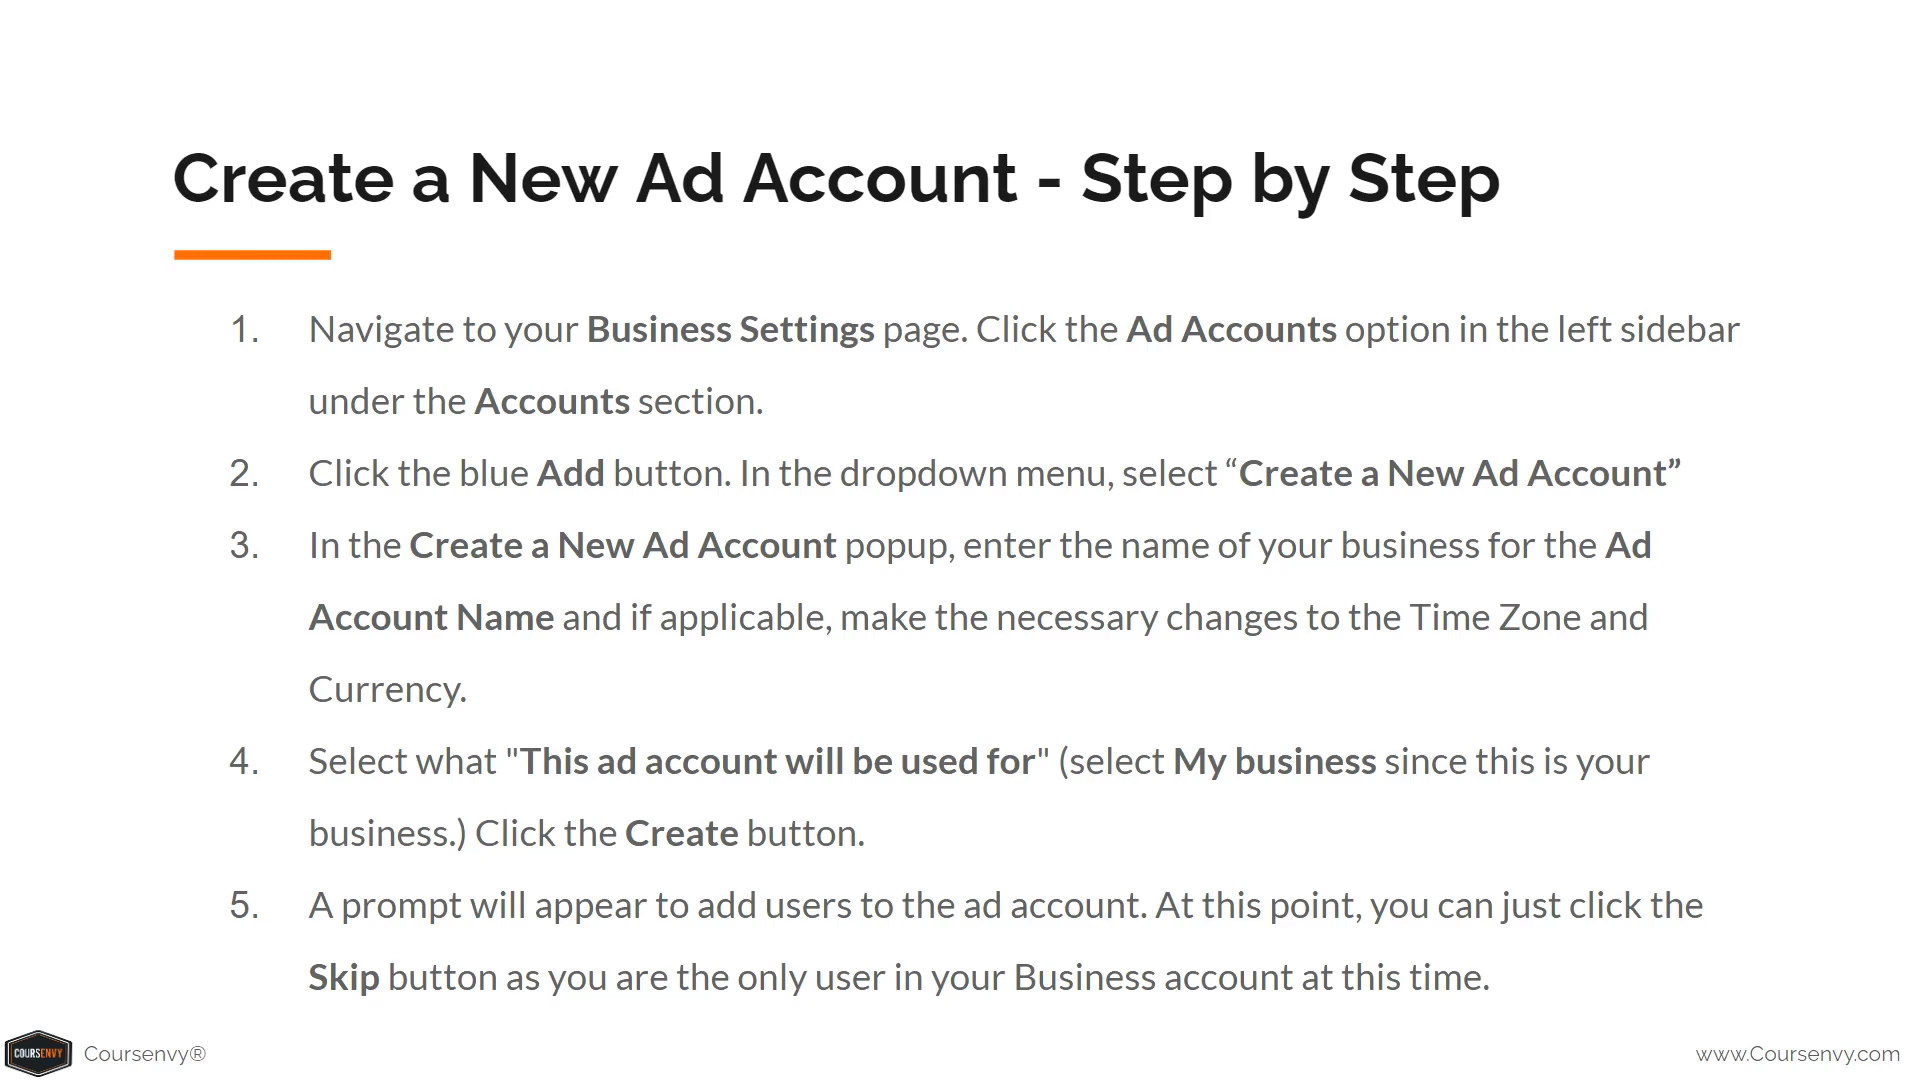 Create a New Ad Account - Step by Step
1. Navigate to your Business Settings page. Click the Ad Accounts option in the left sidebar
under the Accounts section.
2. Click the blue Add button. In the dropdown menu, select “Create a New Ad Account”
3. In the Create a New Ad Account popup, enter the name of your business for the Ad
Account Name and if applicable, make the necessary changes to the Time Zone and
Currency.
4. Select what "This ad account will be used for" (select My business since this is your
business.) Click the Create button.
5. A prompt will appear to add users to the ad account. At this point, you can just click the
Skip button as you are the only user in your Business account at this time.
COURSENVY
Coursenvy®
www.Coursenvy.com